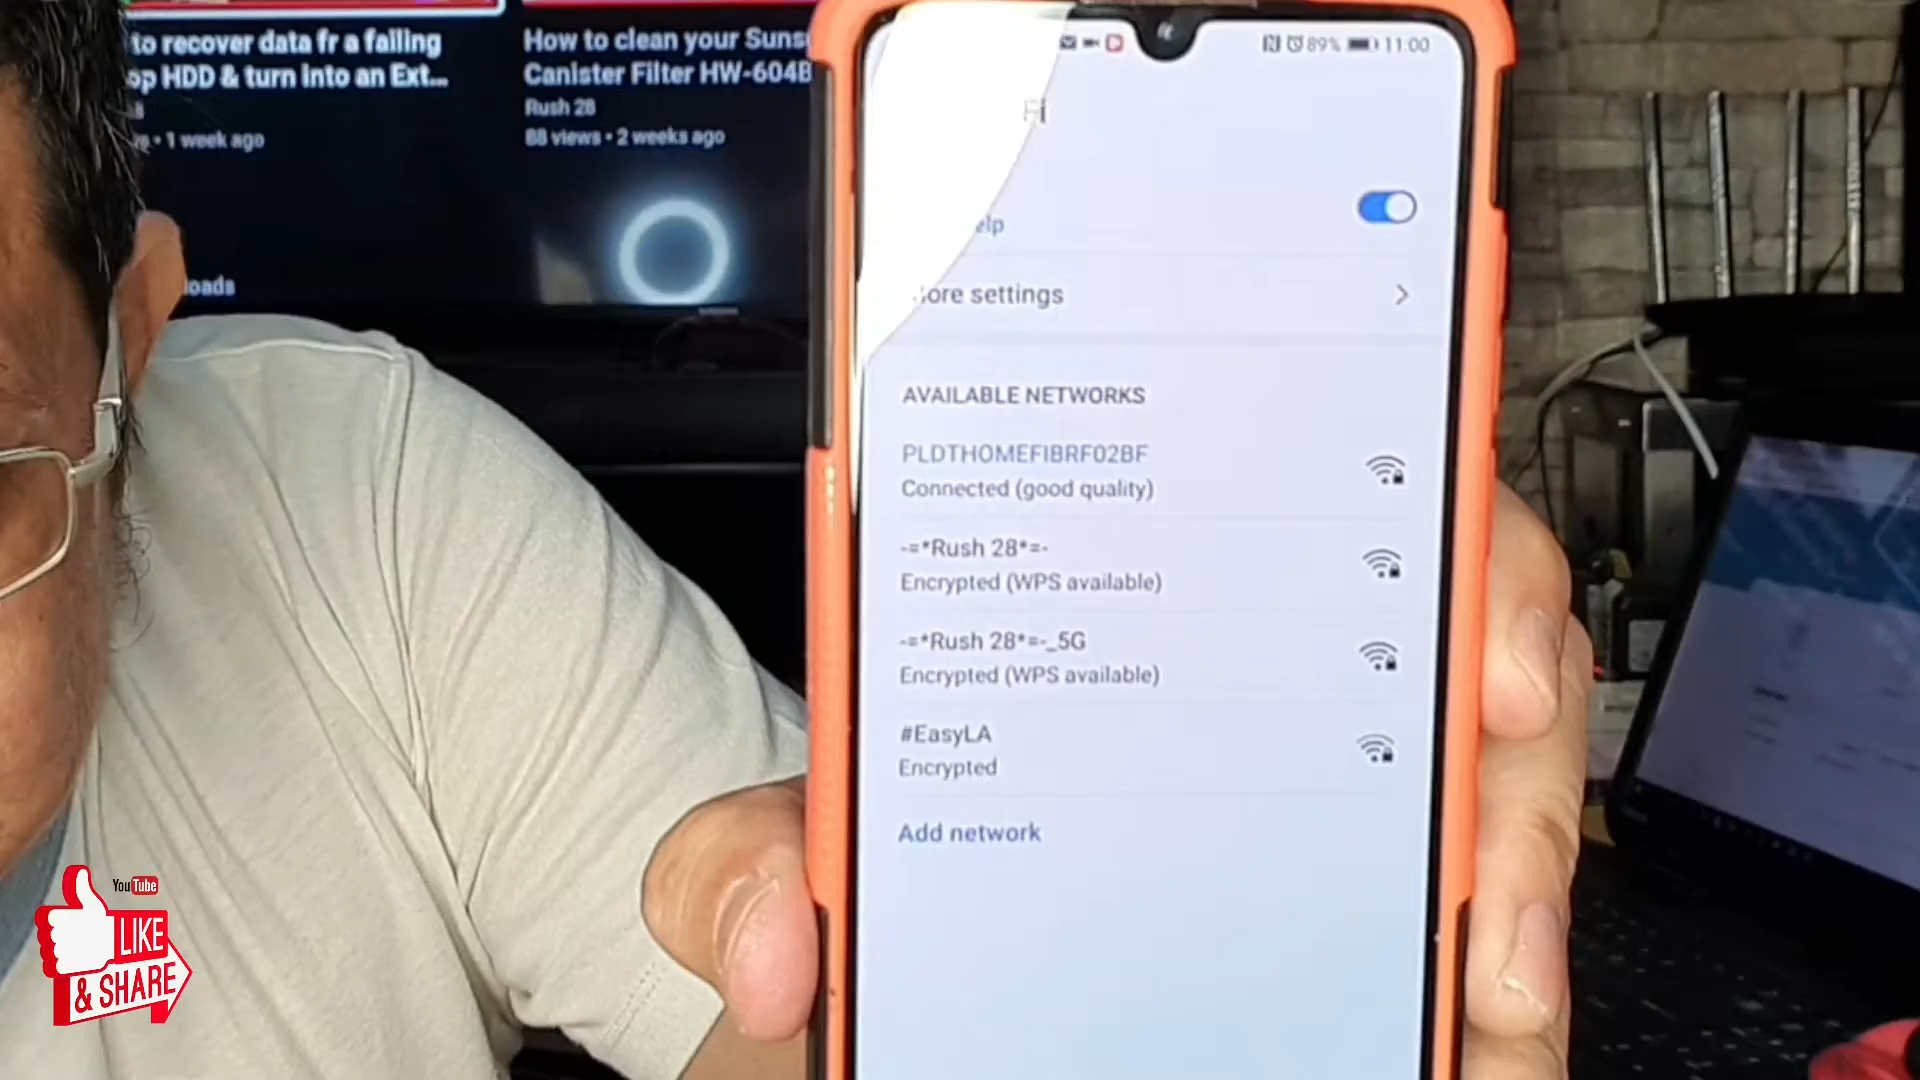 to recover data fr a failing
op HDD & turn into an Ext...
1 week ago
How to clean your Suns
Canister Filter HW-604B
Rush 28
88 views • 2 weeks ago
loads
89% 11:00
Fi
elp
ore settings
AVAILABLE NETWORKS
PLDTHOMEFIBRF02BF
Connected (good quality)
-=*Rush 28*=-
Encrypted (WPS available)
-=*Rush 28*=-_5G
Encrypted (WPS available)
#EasyLA
Encrypted
Add network
YouTube
LIKE
& SHARE